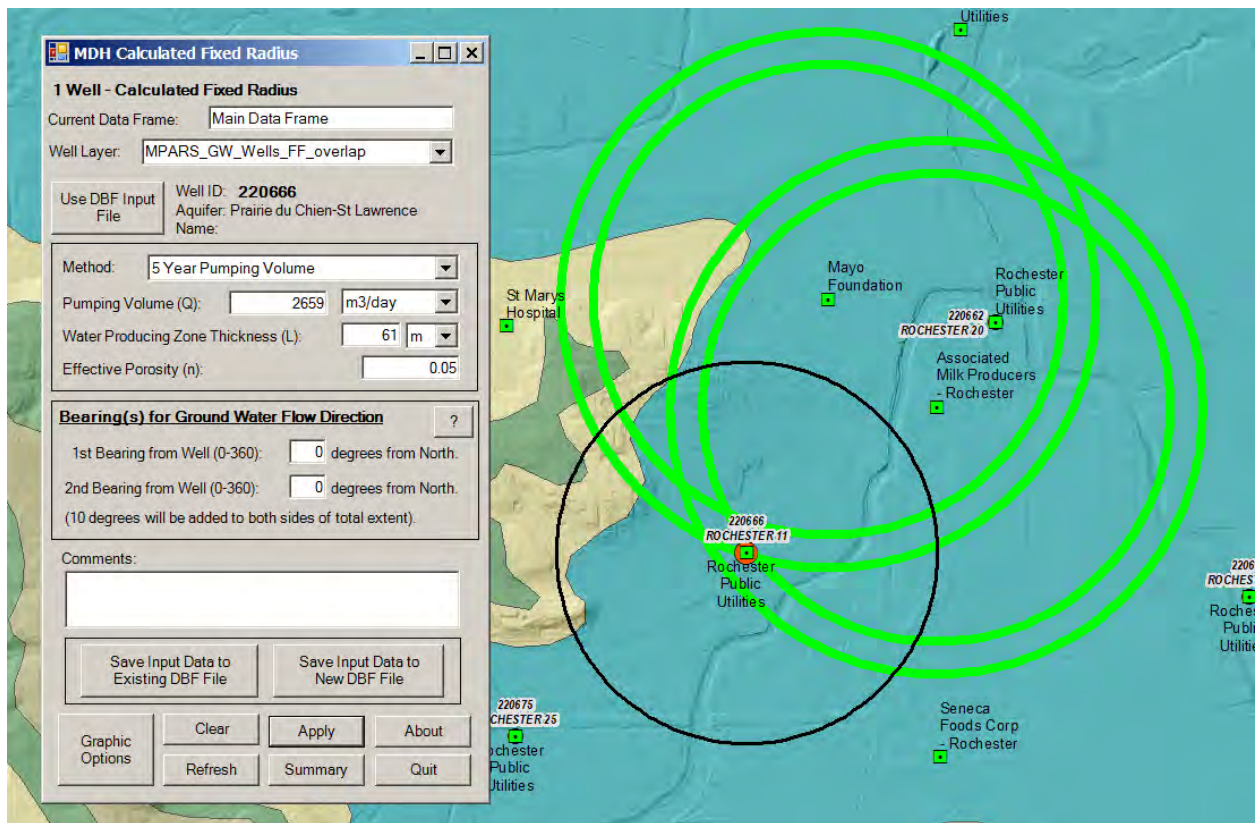 MDH Calculated Fixed Radius
1 Well - Calculated Fixed Radius
Current Data Frame: Main Data Frame
Well Layer: MPARS_GW_Wells_FF_overlap
Use DBF Input
File
Well ID: 220666
Aquifer: Prairie du Chien-St Lawrence
Name:
Method: 5 Year Pumping Volume
Pumping Volume (Q): 2659 m3/day
Water Producing Zone Thickness (L): 61 m
Effective Porosity (n): 0.05
Bearing(s) for Ground Water Flow Direction
?
1st Bearing from Well (0-360): 0 degrees from North.
2nd Bearing from Well (0-360): 0 degrees from North.
(10 degrees will be added to both sides of total extent).
Comments:
Save Input Data to
Existing DBF File
Save Input Data to
New DBF File
Graphic
Options
Clear
Apply
About
Refresh
Summary
Quit
Utilities
St Marys
Hospital
Mayo
Foundation
Rochester
Public
Utilities
220662
ROCHESTER 20
Associated
Milk Producers
- Rochester
220666
ROCHESTER 11
Rochester
Public
Utilities
2206
ROCHES
Roches
Publi
Utilitie
220675
CHESTER 25
ochester
Public
Utilities
Seneca
Foods Corp
- Rochester